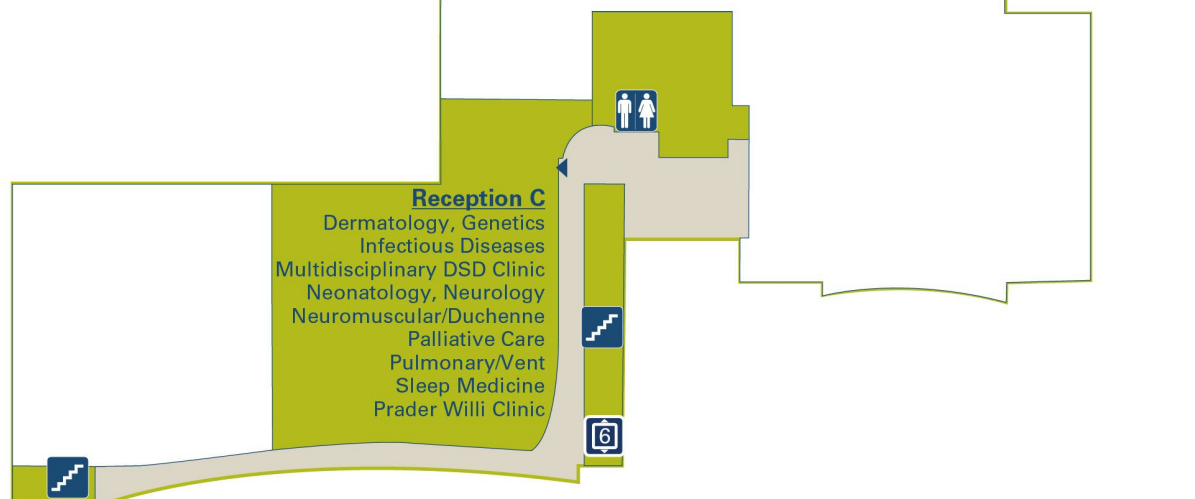 Reception C
Dermatology, Genetics
Infectious Diseases
Multidisciplinary DSD Clinic
Neonatology, Neurology
Neuromuscular/Duchenne
Palliative Care
Pulmonary/Vent
Sleep Medicine
Prader Willi Clinic
6